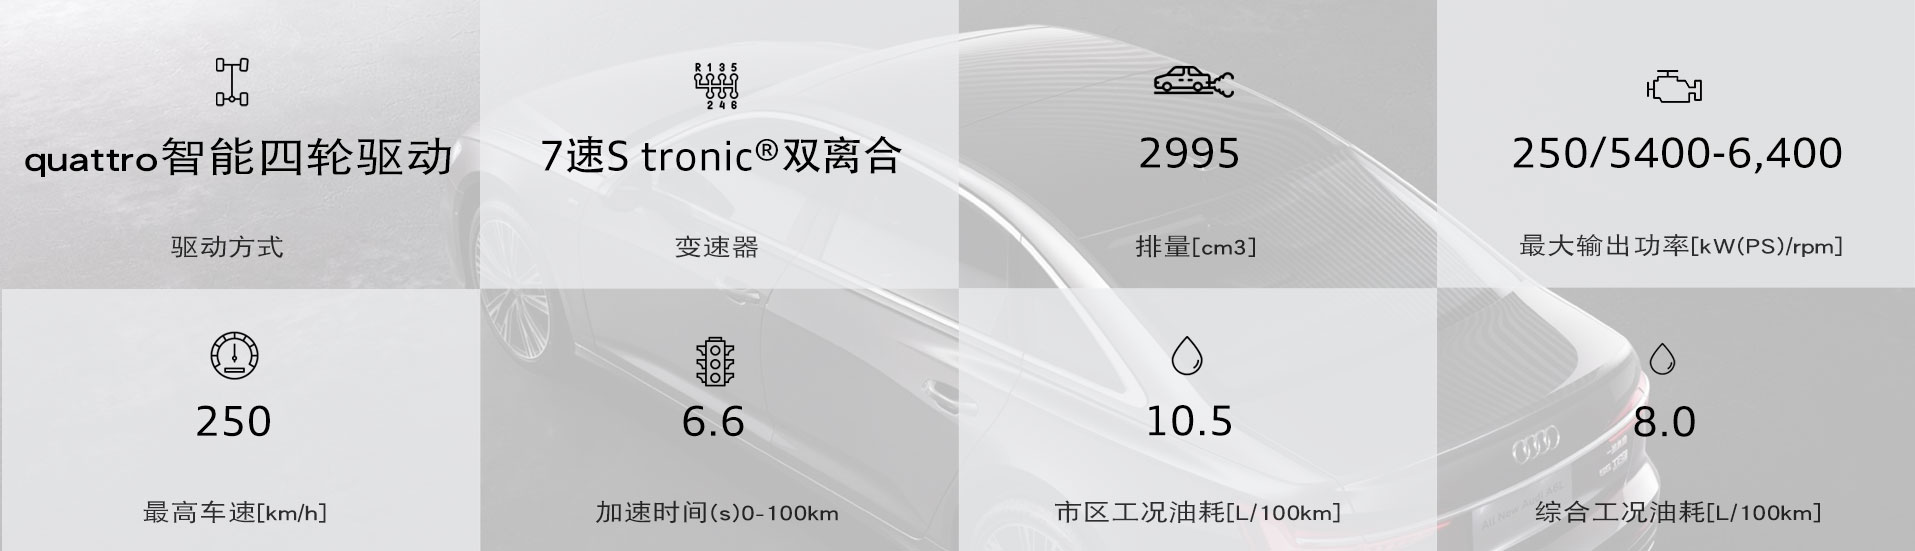 R 1 3 5
2 4 6
quattro智能四轮驱动
7速S tronic®双离合
2995
250/5400-6,400
驱动方式
变速器
排量[cm3]
最大输出功率[kW(PS)/rpm]
250
6.6
10.5
8.0
最高车速[km/h]
加速时间(s)0-100km
市区工况油耗[L/100km]
综合工况油耗[L/100km]
All New Audi A6L